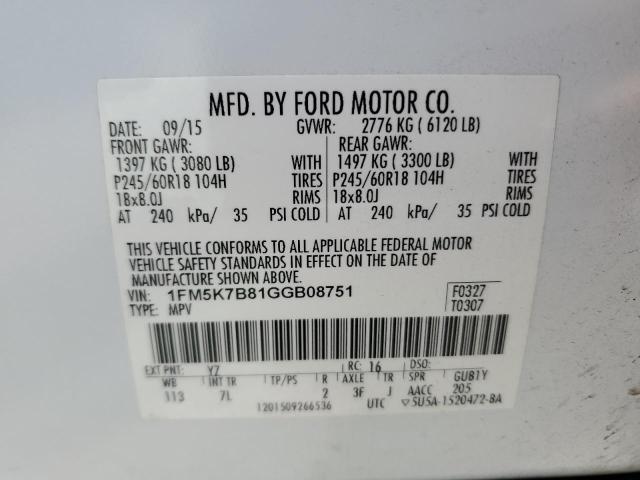 MFD. BY FORD MOTOR CO.
DATE: 09/15 GVWR: 2776 KG ( 6120 LB)
FRONT GAWR: REAR GAWR:
1397 KG ( 3080 LB) WITH 1497 KG ( 3300 LB) WITH
P245/60R18 104H TIRES P245/60R18 104H TIRES
18x8.0J RIMS 18x8.0J RIMS
AT 240 kPa/ 35 PSI COLD AT 240 kPa/ 35 PSI COLD
THIS VEHICLE CONFORMS TO ALL APPLICABLE FEDERAL MOTOR
VEHICLE SAFETY STANDARDS IN EFFECT ON THE DATE OF
MANUFACTURE SHOWN ABOVE.
VIN: 1FM5K7B81GGB08751 F0327
TYPE: MPV T0307
EXT PNT: YZ RC: 16 DSO:
WB INT TR TP/PS R AXLE TR SPR GUB1Y
113 7L 2 3F J AACC 205
1201509266536 UTC ▽5U5A-1520472-BA